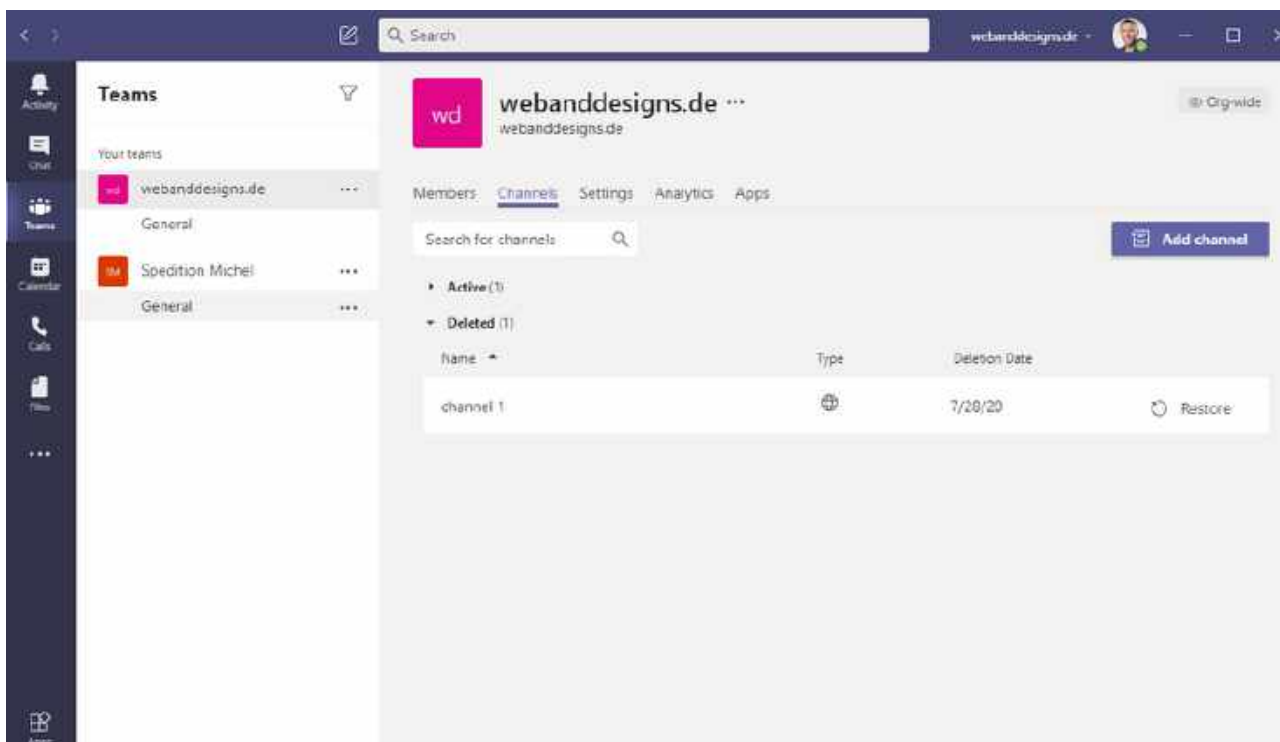 Search
webanddesigns.de
Activity
Chat
Teams
Calendar
Calls
Files
Apps
Teams
Your teams
wd webanddesigns.de
General
SM Spedition Michel
General
wd
webanddesigns.de
webanddesigns.de
Org-wide
Members Channels Settings Analytics Apps
Search for channels
Add channel
Active (1)
Deleted (1)
Name Type Deletion Date
channel 1 7/28/20 Restore